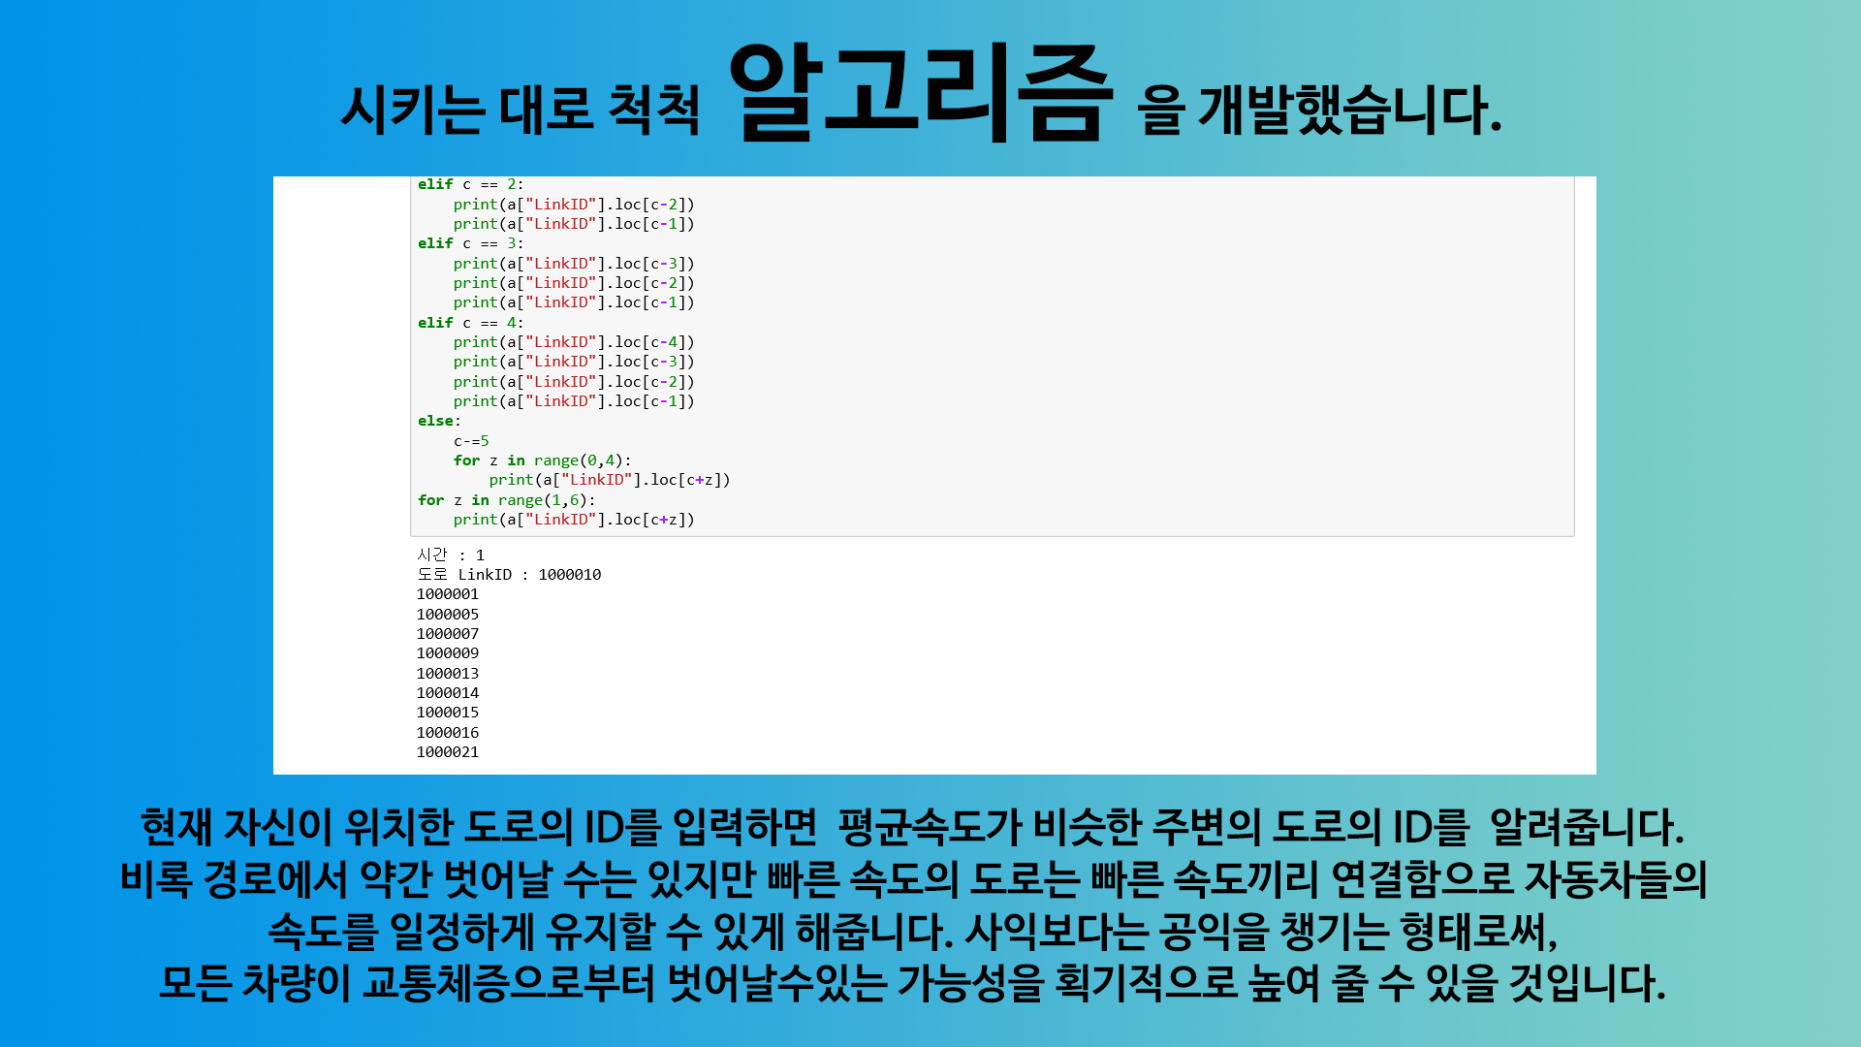 시키는 대로 척척 알고리즘 을 개발했습니다.
elif c == 2:
    print(a["LinkID"].loc[c-2])
    print(a["LinkID"].loc[c-1])
elif c == 3:
    print(a["LinkID"].loc[c-3])
    print(a["LinkID"].loc[c-2])
    print(a["LinkID"].loc[c-1])
elif c == 4:
    print(a["LinkID"].loc[c-4])
    print(a["LinkID"].loc[c-3])
    print(a["LinkID"].loc[c-2])
    print(a["LinkID"].loc[c-1])
else:
    c-=5
    for z in range(0,4):
        print(a["LinkID"].loc[c+z])
for z in range(1,6):
    print(a["LinkID"].loc[c+z])
시간 : 1
도로 LinkID : 1000010
1000001
1000005
1000007
1000009
1000013
1000014
1000015
1000016
1000021
현재 자신이 위치한 도로의 ID를 입력하면 평균속도가 비슷한 주변의 도로의 ID를 알려줍니다.
비록 경로에서 약간 벗어날 수는 있지만 빠른 속도의 도로는 빠른 속도끼리 연결함으로 자동차들의
속도를 일정하게 유지할 수 있게 해줍니다. 사익보다는 공익을 챙기는 형태로써,
모든 차량이 교통체증으로부터 벗어날수있는 가능성을 획기적으로 높여 줄 수 있을 것입니다.